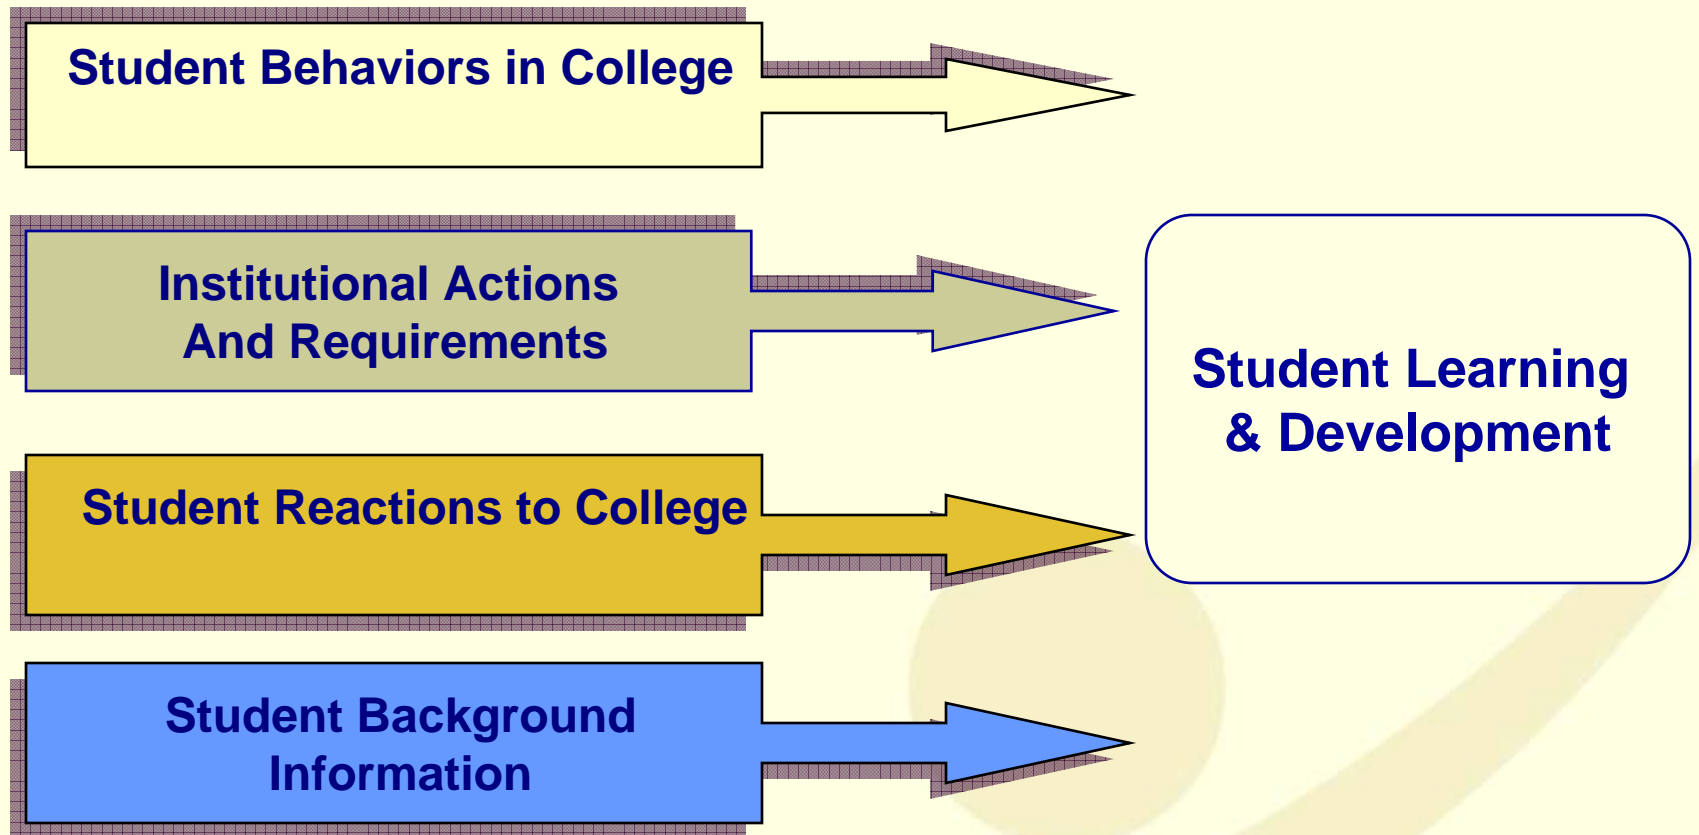 Student Behaviors in College
Institutional Actions
And Requirements
Student Learning
& Development
Student Reactions to College
Student Background
Information